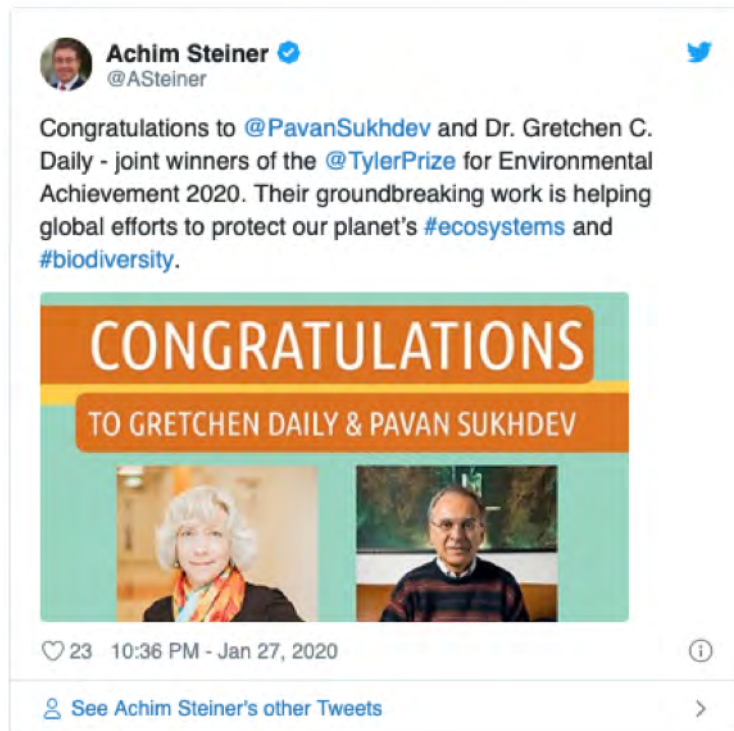 Achim Steiner
@ASteiner
Congratulations to @PavanSukhdev and Dr. Gretchen C.
Daily - joint winners of the @TylerPrize for Environmental
Achievement 2020. Their groundbreaking work is helping
global efforts to protect our planet’s #ecosystems and
#biodiversity.
CONGRATULATIONS
TO GRETCHEN DAILY & PAVAN SUKHDEV
23 10:36 PM - Jan 27, 2020
See Achim Steiner's other Tweets